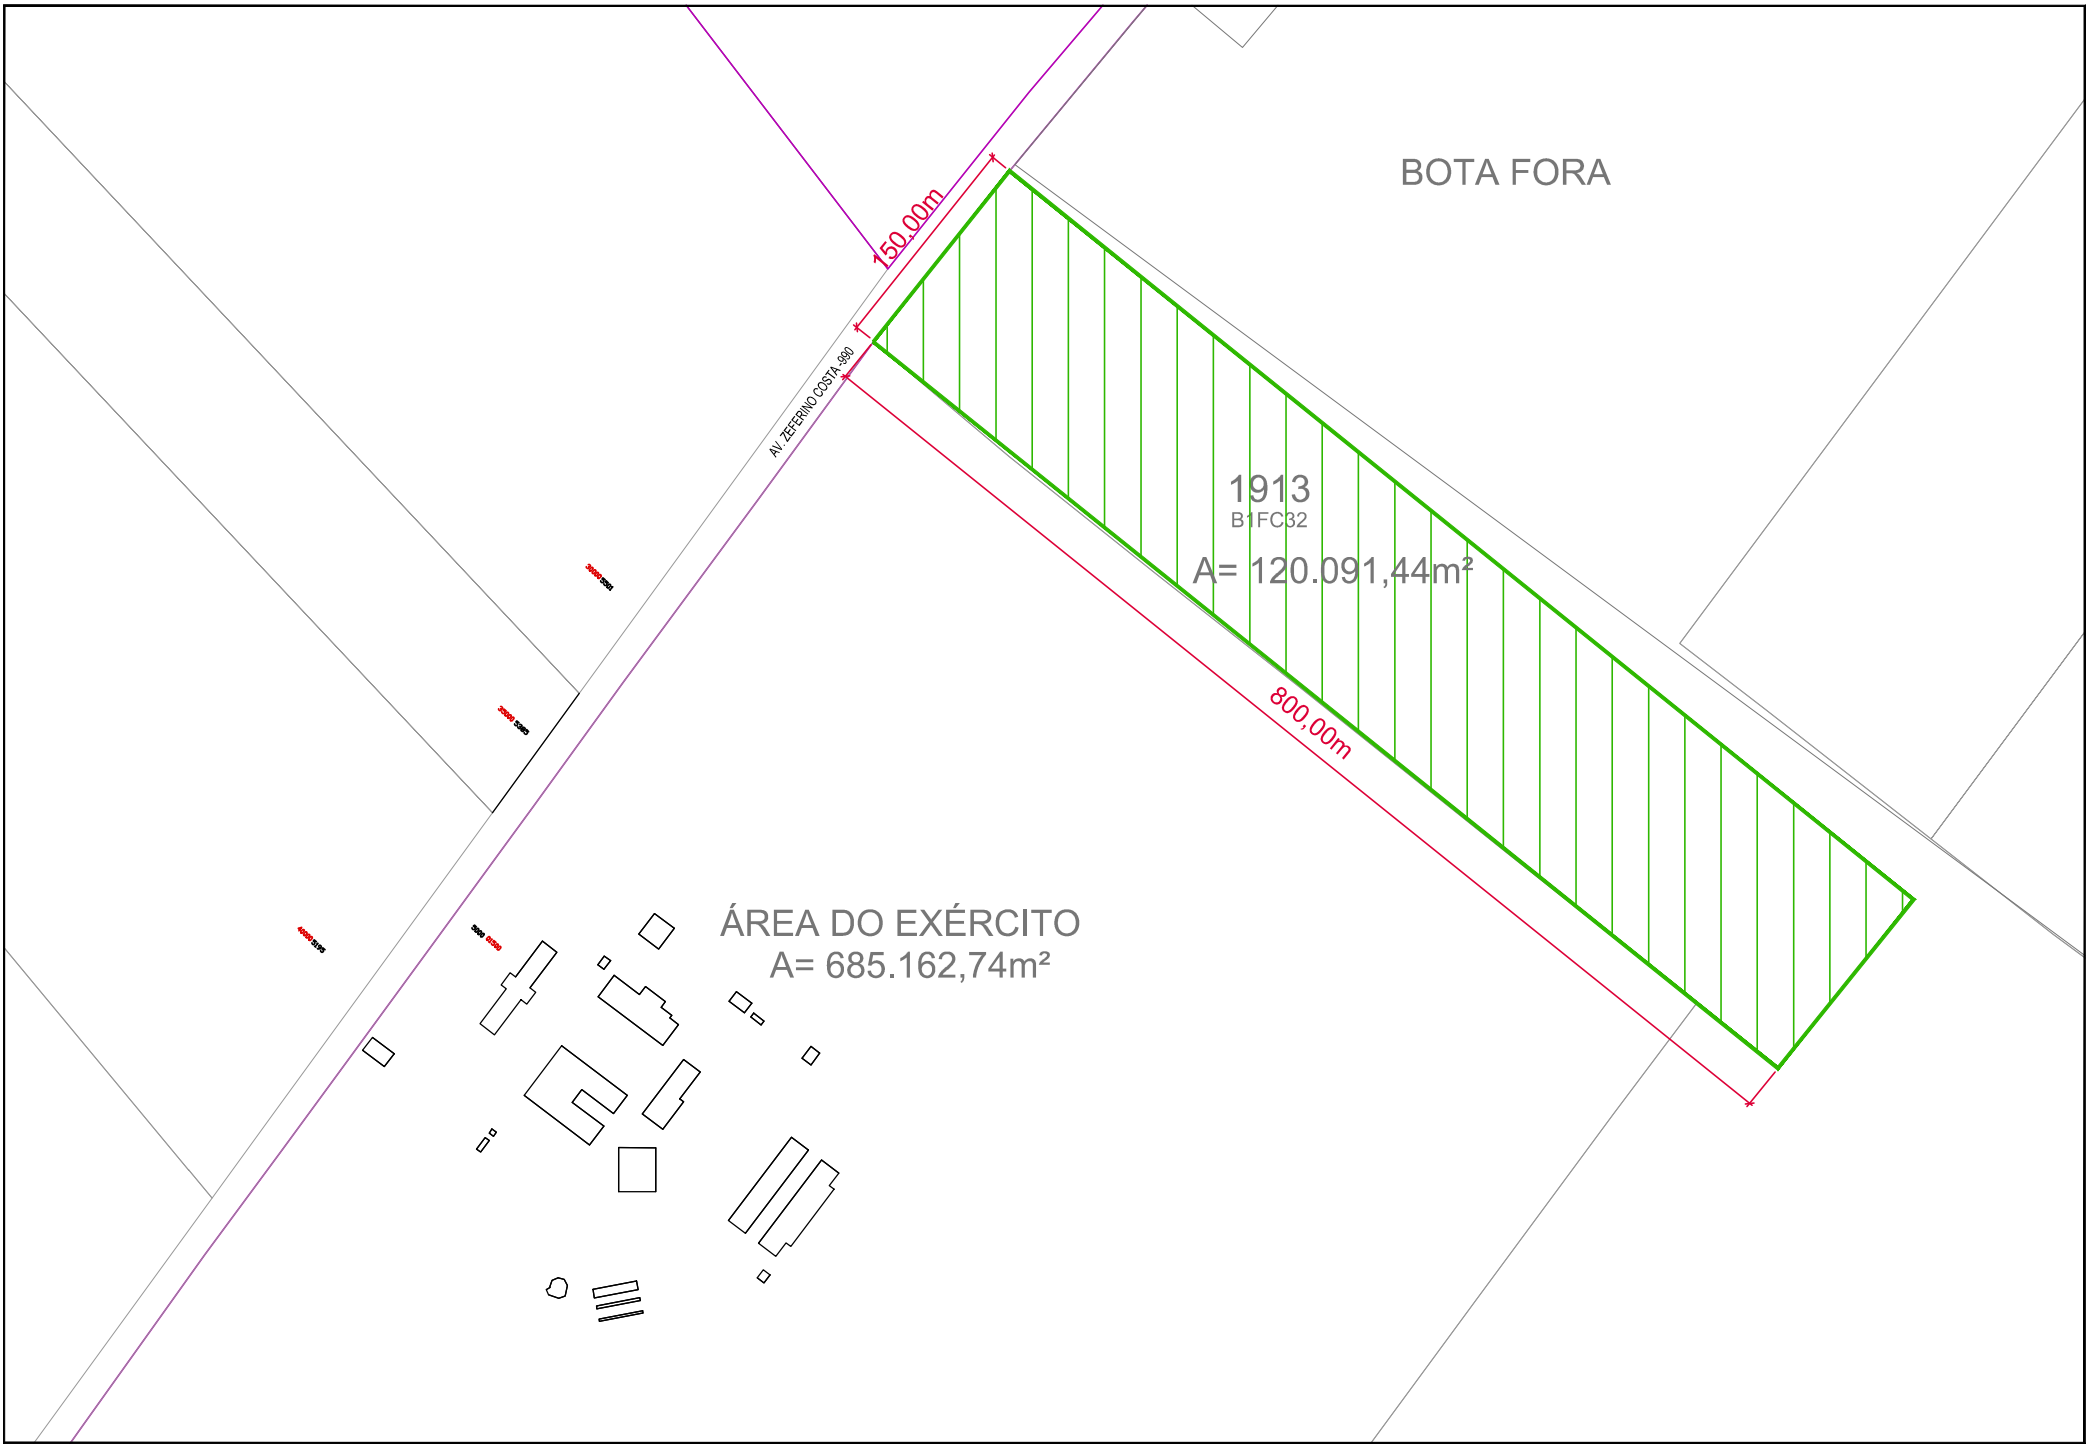 BOTA FORA
150,00m
AV. ZEFERINO COSTA -990
1913
B1FC32
A= 120.091,44m²
800,00m
ÁREA DO EXÉRCITO
A= 685.162,74m²